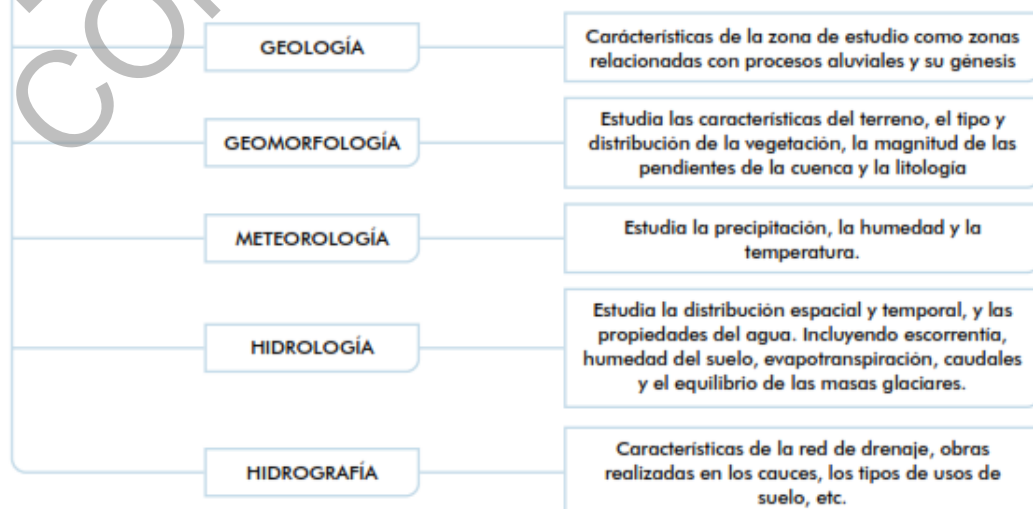 GEOLOGÍA
Carácterísticas de la zona de estudio como zonas
relacionadas con procesos aluviales y su génesis
GEOMORFOLOGÍA
Estudia las características del terreno, el tipo y
distribución de la vegetación, la magnitud de las
pendientes de la cuenca y la litología
METEOROLOGÍA
Estudia la precipitación, la humedad y la
temperatura.
HIDROLOGÍA
Estudia la distribución espacial y temporal, y las
propiedades del agua. Incluyendo escorrentía,
humedad del suelo, evapotranspiración, caudales
y el equilibrio de las masas glaciares.
HIDROGRAFÍA
Características de la red de drenaje, obras
realizadas en los cauces, los tipos de usos de
suelo, etc.